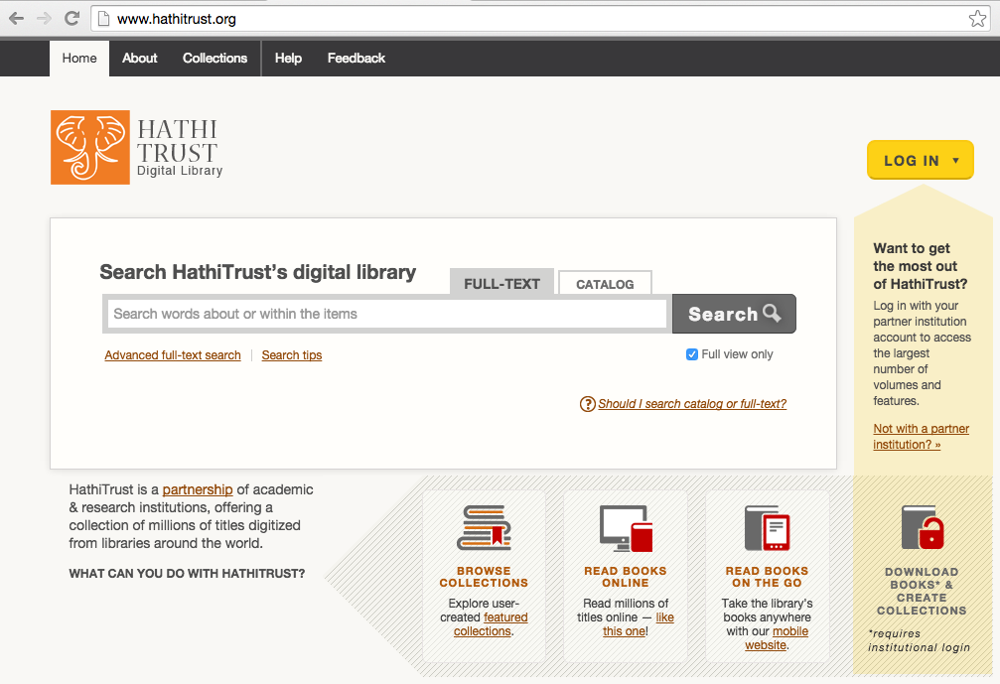 www.hathitrust.org
Home About Collections Help Feedback
HATHI
TRUST
Digital Library
LOG IN ▼
Search HathiTrust's digital library
FULL-TEXT CATALOG
Search words about or within the items
Search
Advanced full-text search | Search tips
Full view only
? Should I search catalog or full-text?
Want to get
the most out
of HathiTrust?
Log in with your
partner institution
account to access
the largest
number of
volumes and
features.
Not with a partner
institution? »
HathiTrust is a partnership of academic
& research institutions, offering a
collection of millions of titles digitized
from libraries around the world.
WHAT CAN YOU DO WITH HATHITRUST?
BROWSE
COLLECTIONS
Explore user-
created featured
collections.
READ BOOKS
ONLINE
Read millions of
titles online — like
this one!
READ BOOKS
ON THE GO
Take the library's
books anywhere
with our mobile
website.
DOWNLOAD
BOOKS* &
CREATE
COLLECTIONS
*requires
institutional login